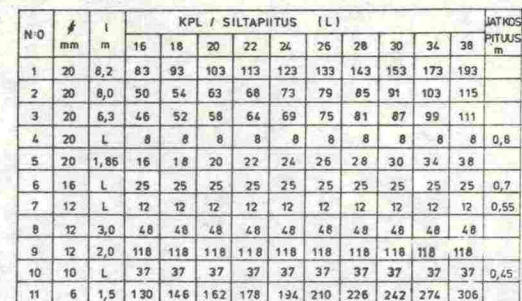 N:O ∮ mm l m KPL / SILTAPIITUS (L) JATKOS PITUUS m
16 18 20 22 24 26 28 30 34 38
1 20 8,2 83 93 103 113 123 133 143 153 173 193
2 20 8,0 50 54 63 68 73 79 85 91 103 115
3 20 6,3 46 52 58 64 69 75 81 87 99 111
4 20 L 8 8 8 8 8 8 8 8 8 8 0,8
5 20 1,86 16 18 20 22 24 26 28 30 34 38
6 16 L 25 25 25 25 25 25 25 25 25 25 0,7
7 12 L 12 12 12 12 12 12 12 12 12 12 0,55
8 12 3,0 48 48 48 48 48 48 48 48 48 48
9 12 2,0 118 118 118 118 118 118 118 118 118 118
10 10 L 37 37 37 37 37 37 37 37 37 37 0,45
11 6 1,5 130 146 162 178 194 210 226 242 274 306